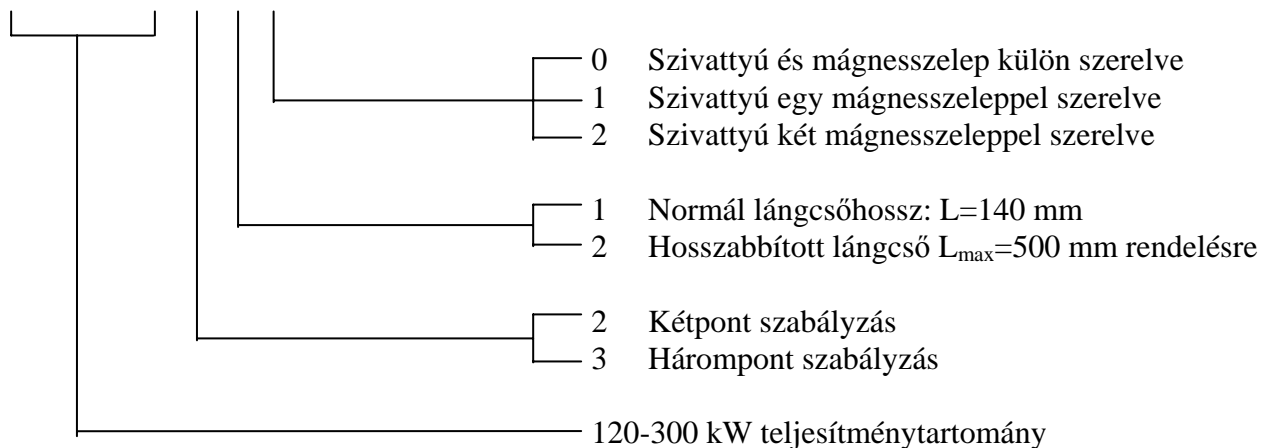 0 Szivattyú és mágnesszelep külön szerelve
1 Szivattyú egy mágnesszeleppel szerelve
2 Szivattyú két mágnesszeleppel szerelve
1 Normál lángcsőhossz: L=140 mm
2 Hosszabbított lángcső Lmax=500 mm rendelésre
2 Kétpont szabályzás
3 Hárompont szabályzás
120-300 kW teljesítménytartomány